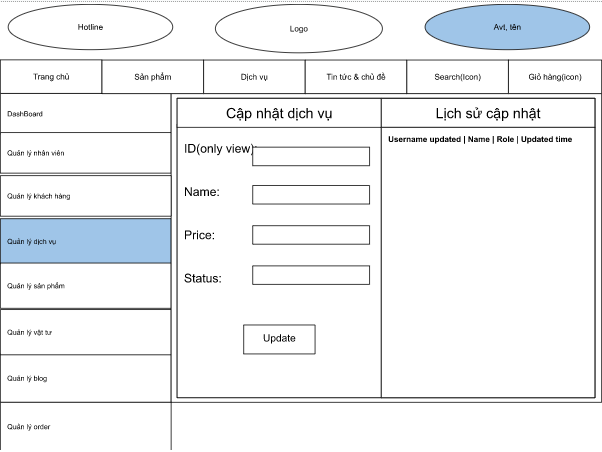 Hotline
Logo
Avt, tên
Trang chủ
Sản phẩm
Dịch vụ
Tin tức & chủ đề
Search(Icon)
Giỏ hàng(icon)
DashBoard
Quản lý nhân viên
Quản lý khách hàng
Quản lý dịch vụ
Quản lý sản phẩm
Quản lý vật tư
Quản lý blog
Quản lý order
Cập nhật dịch vụ
ID(only view):
Name:
Price:
Status:
Update
Lịch sử cập nhật
Username updated | Name | Role | Updated time